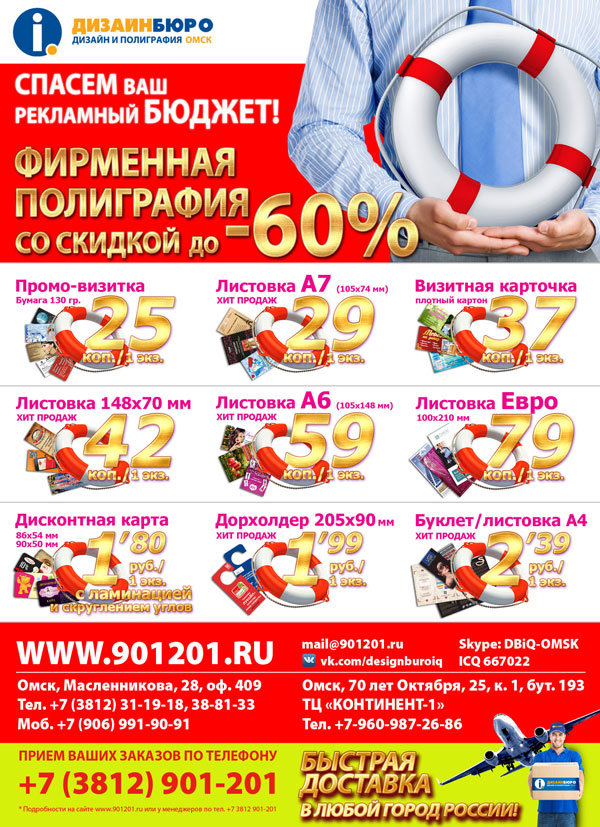 ДИЗАЙНБЮРО
ДИЗАЙН И ПОЛИГРАФИЯ ОМСК
СПАСЕМ ВАШ
РЕКЛАМНЫЙ БЮДЖЕТ!
ФИРМЕННАЯ
ПОЛИГРАФИЯ
СО СКИДКОЙ ДО -60%
Промо-визитка
Бумага 130 гр.
25
коп./1 экз.
Листовка А7 (105х74 мм)
ХИТ ПРОДАЖ
29
коп./1 экз.
Визитная карточка
плотный картон
37
коп./1 экз.
Листовка 148х70 мм
ХИТ ПРОДАЖ
42
коп./1 экз.
Листовка А6 (105х148 мм)
ХИТ ПРОДАЖ
59
коп./1 экз.
Листовка Евро
100х210 мм
79
коп./1 экз.
Дисконтная карта
86х54 мм
90х50 мм
1'80
руб./
1 экз.
с ламинацией
и скруглением углов
Дорхолдер 205х90 мм
ХИТ ПРОДАЖ
1'99
руб./
1 экз.
Буклет/листовка А4
ХИТ ПРОДАЖ
2'39
руб./
1 экз.
WWW.901201.RU
mail@901201.ru
vk.com/designburoiq
Skype: DBiQ-OMSK
ICQ 667022
Омск, Масленникова, 28, оф. 409
Тел. +7 (3812) 31-19-18, 38-81-33
Моб. +7 (906) 991-90-91
Омск, 70 лет Октября, 25, к. 1, бут. 193
ТЦ «КОНТИНЕНТ-1»
Тел. +7-960-987-26-86
ПРИЕМ ВАШИХ ЗАКАЗОВ ПО ТЕЛЕФОНУ
+7 (3812) 901-201
* Подробности на сайте www.901201.ru или у менеджеров по тел. +7 3812 901-201
БЫСТРАЯ
ДОСТАВКА
В ЛЮБОЙ ГОРОД РОССИИ!
ДИЗАЙНБЮРО